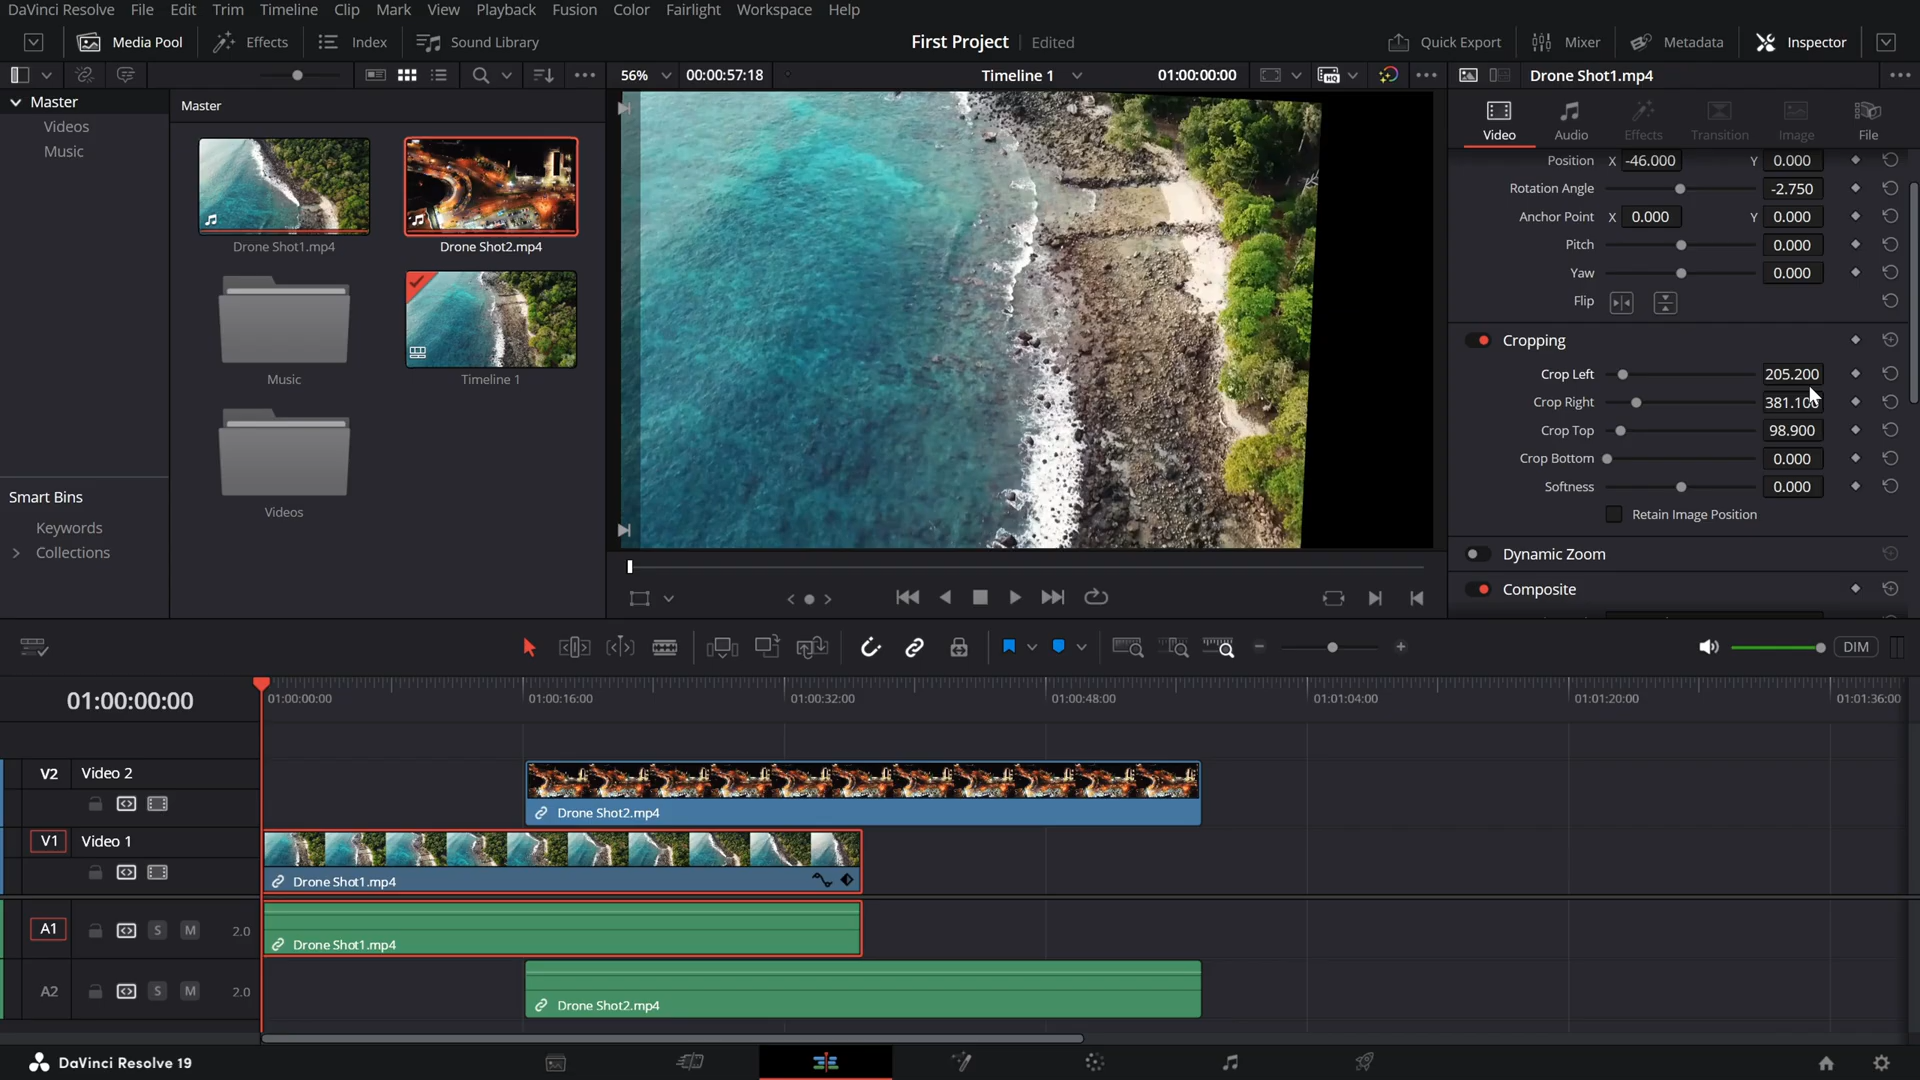 DaVinci Resolve File Edit Trim Timeline Clip Mark View Playback Fusion Color Fairlight Workspace Help
Media Pool Effects Index Sound Library First Project Edited Quick Export Mixer Metadata Inspector
56% 00:00:57:18 Timeline 1 01:00:00:00 Drone Shot1.mp4
Master
Videos
Music
Smart Bins
Keywords
Collections
Master
Drone Shot1.mp4 Drone Shot2.mp4
Music Timeline 1
Videos
Video Audio Effects Transition Image File
Position X -46.000 Y 0.000
Rotation Angle -2.750
Anchor Point X 0.000 Y 0.000
Pitch 0.000
Yaw 0.000
Flip
Cropping
Crop Left 205.200
Crop Right 381.100
Crop Top 98.900
Crop Bottom 0.000
Softness 0.000
Retain Image Position
Dynamic Zoom
Composite
DIM
01:00:00:00 01:00:00:00 01:00:16:00 01:00:32:00 01:00:48:00 01:01:04:00 01:01:20:00 01:01:36:00
V2 Video 2
Drone Shot2.mp4
V1 Video 1
Drone Shot1.mp4
A1 S M 2.0
Drone Shot1.mp4
A2 S M 2.0
Drone Shot2.mp4
DaVinci Resolve 19